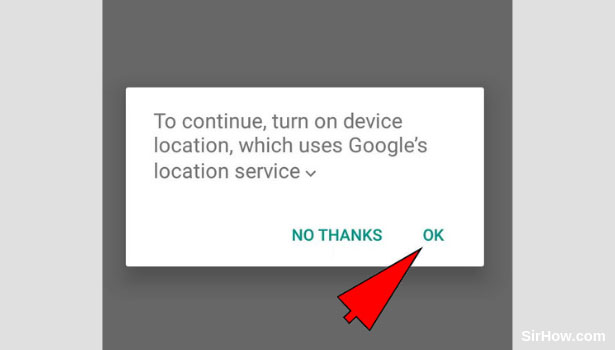 To continue, turn on device
location, which uses Google's
location service
NO THANKS OK
SirHow.com